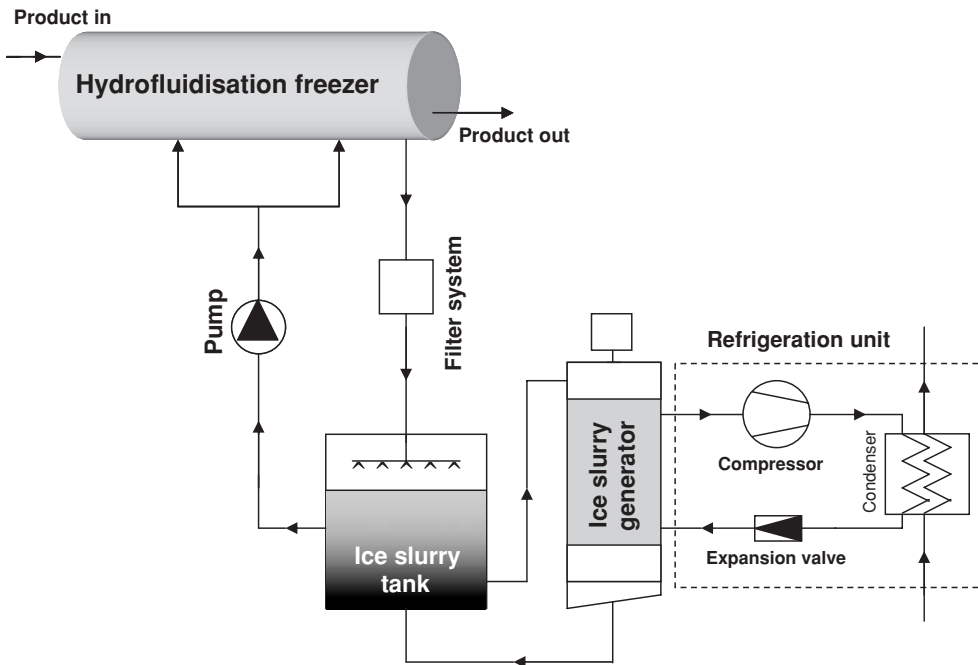 Product in
Hydrofluidisation freezer
Product out
Pump
Filter system
Refrigeration unit
Ice slurry
generator
Compressor
Condenser
Expansion valve
Ice slurry
tank